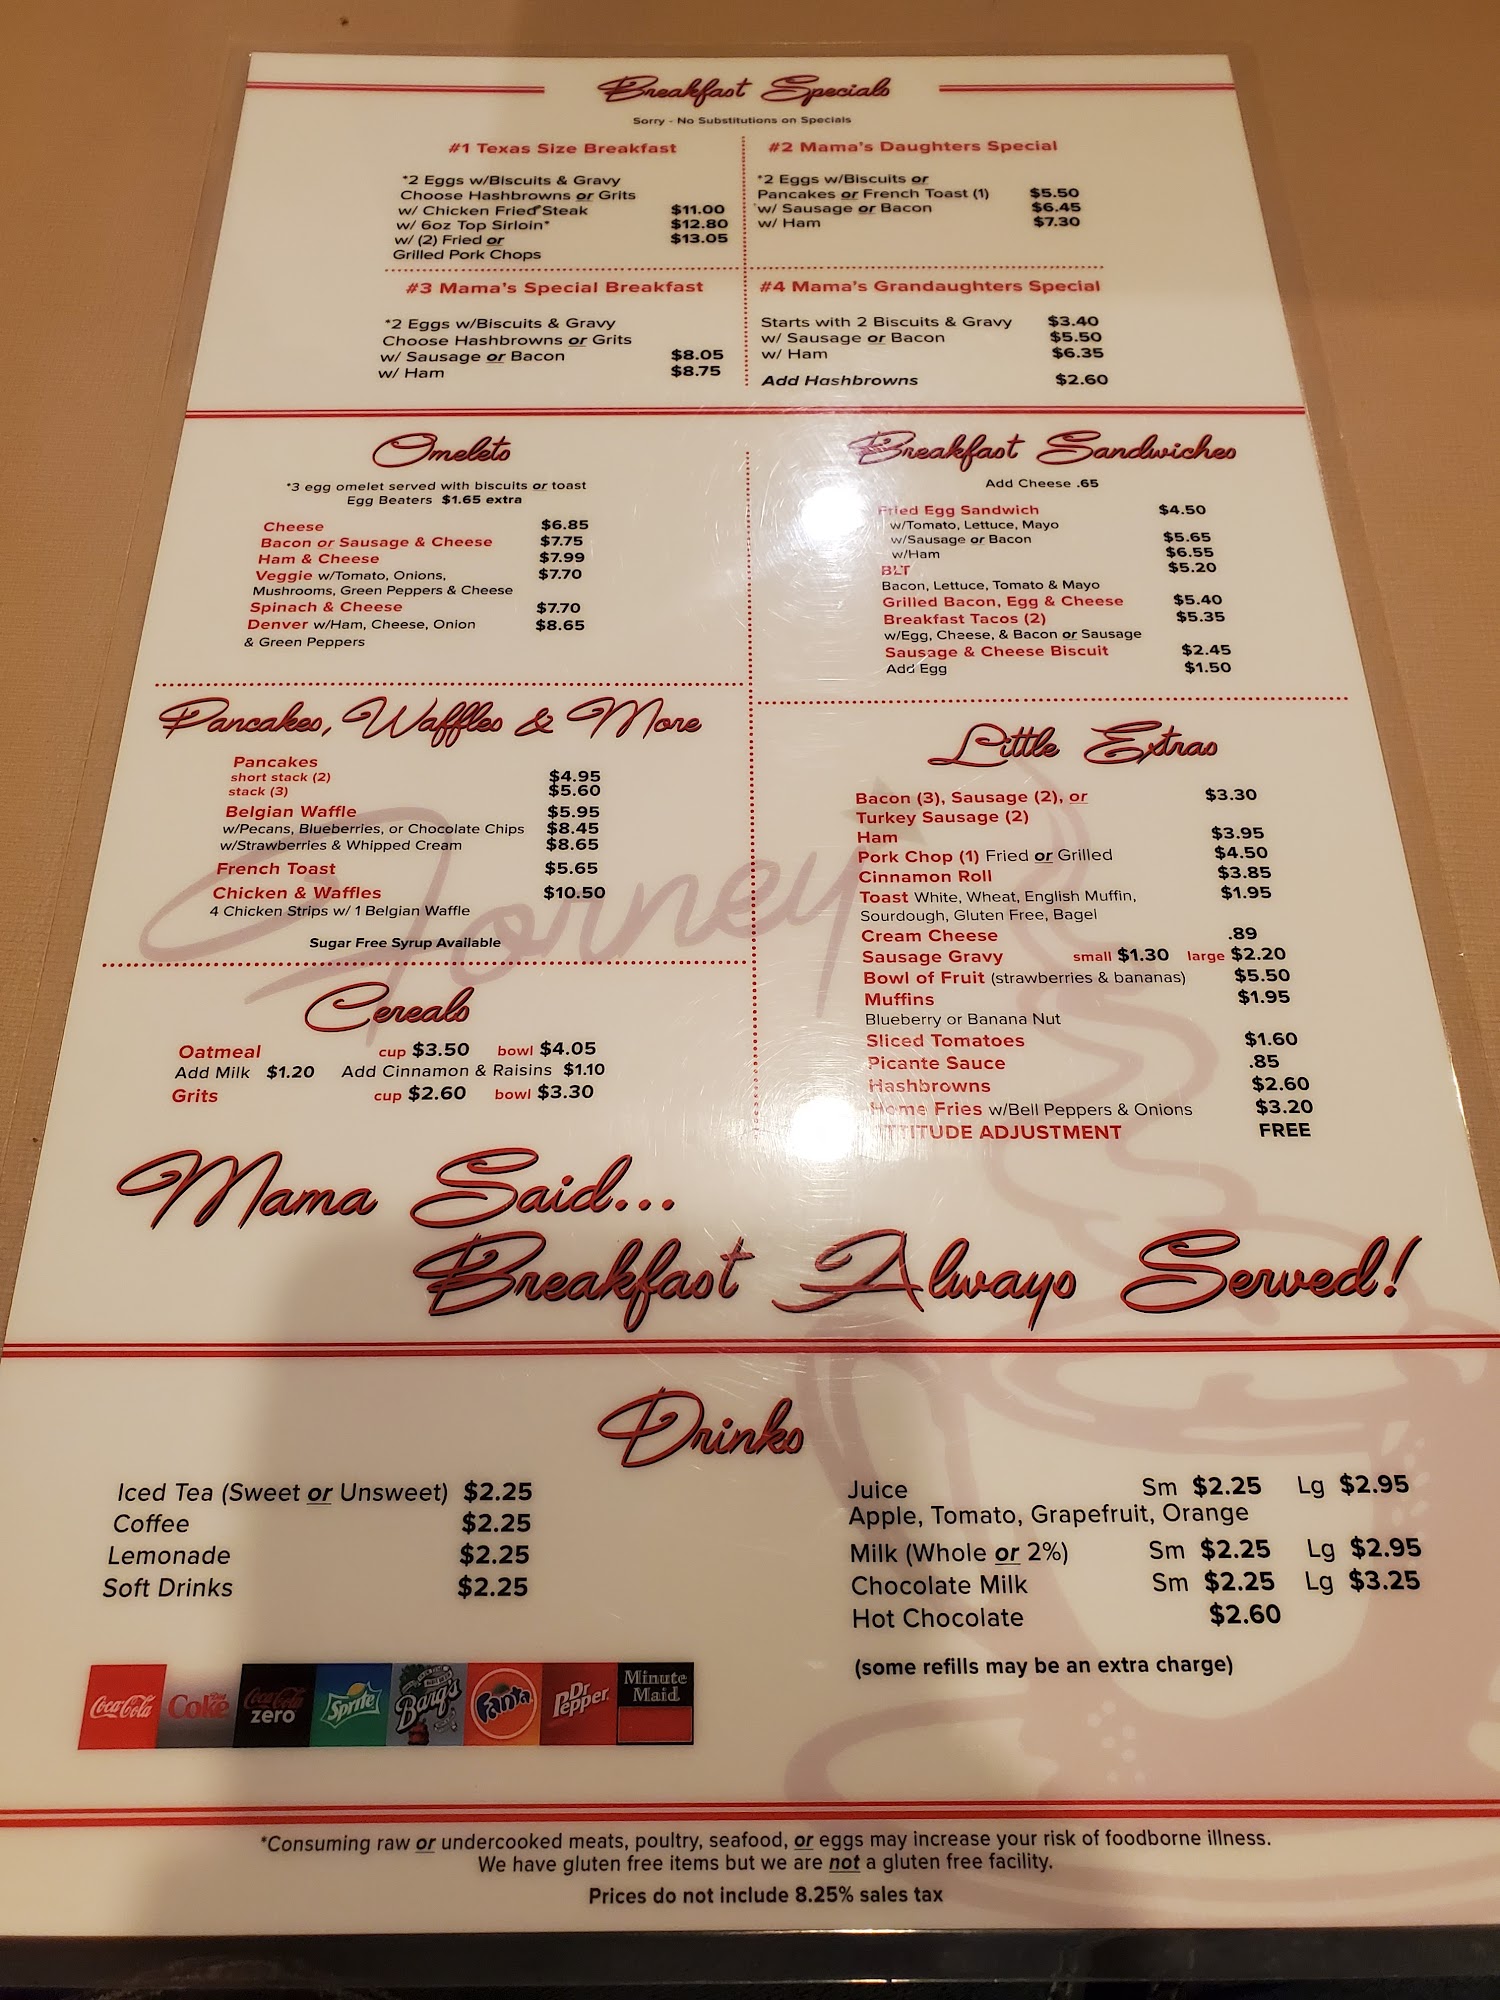 Breakfast Specials
Sorry - No Substitutions on Specials
#1 Texas Size Breakfast
*2 Eggs w/Biscuits & Gravy
Choose Hashbrowns or Grits
w/ Chicken Fried Steak $11.00
w/ 6oz Top Sirloin* $12.80
w/ (2) Fried or $13.05
Grilled Pork Chops
#2 Mama's Daughters Special
*2 Eggs w/Biscuits or
Pancakes or French Toast (1) $5.50
w/ Sausage or Bacon $6.45
w/ Ham $7.30
#3 Mama's Special Breakfast
*2 Eggs w/Biscuits & Gravy
Choose Hashbrowns or Grits
w/ Sausage or Bacon $8.05
w/ Ham $8.75
#4 Mama's Grandaughters Special
Starts with 2 Biscuits & Gravy $3.40
w/ Sausage or Bacon $5.50
w/ Ham $6.35
Add Hashbrowns $2.60
Omelets
*3 egg omelet served with biscuits or toast
Egg Beaters $1.65 extra
Cheese $6.85
Bacon or Sausage & Cheese $7.75
Ham & Cheese $7.99
Veggie w/Tomato, Onions, $7.70
Mushrooms, Green Peppers & Cheese
Spinach & Cheese $7.70
Denver w/Ham, Cheese, Onion $8.65
& Green Peppers
Breakfast Sandwiches
Add Cheese .65
Fried Egg Sandwich $4.50
w/Tomato, Lettuce, Mayo
w/Sausage or Bacon $5.65
w/Ham $6.55
BLT $5.20
Bacon, Lettuce, Tomato & Mayo
Grilled Bacon, Egg & Cheese $5.40
Breakfast Tacos (2) $5.35
w/Egg, Cheese, & Bacon or Sausage
Sausage & Cheese Biscuit $2.45
Add Egg $1.50
Pancakes, Waffles & More
Pancakes
short stack (2) $4.95
stack (3) $5.60
Belgian Waffle $5.95
w/Pecans, Blueberries, or Chocolate Chips $8.45
w/Strawberries & Whipped Cream $8.65
French Toast $5.65
Chicken & Waffles $10.50
4 Chicken Strips w/ 1 Belgian Waffle
Sugar Free Syrup Available
Forney
Cereals
Oatmeal cup $3.50 bowl $4.05
Add Milk $1.20 Add Cinnamon & Raisins $1.10
Grits cup $2.60 bowl $3.30
Little Extras
Bacon (3), Sausage (2), or $3.30
Turkey Sausage (2)
Ham $3.95
Pork Chop (1) Fried or Grilled $4.50
Cinnamon Roll $3.85
Toast White, Wheat, English Muffin, $1.95
Sourdough, Gluten Free, Bagel
Cream Cheese .89
Sausage Gravy small $1.30 large $2.20
Bowl of Fruit (strawberries & bananas) $5.50
Muffins $1.95
Blueberry or Banana Nut
Sliced Tomatoes $1.60
Picante Sauce .85
Hashbrowns $2.60
Home Fries w/Bell Peppers & Onions $3.20
ATTITUDE ADJUSTMENT FREE
Mama Said...
Breakfast Always Served!
Drinks
Iced Tea (Sweet or Unsweet) $2.25
Coffee $2.25
Lemonade $2.25
Soft Drinks $2.25
Juice Sm $2.25 Lg $2.95
Apple, Tomato, Grapefruit, Orange
Milk (Whole or 2%) Sm $2.25 Lg $2.95
Chocolate Milk Sm $2.25 Lg $3.25
Hot Chocolate $2.60
(some refills may be an extra charge)
Coca-Cola Diet Coke Coca-Cola zero Sprite Barq's Fanta Dr Pepper Minute Maid
*Consuming raw or undercooked meats, poultry, seafood, or eggs may increase your risk of foodborne illness.
We have gluten free items but we are not a gluten free facility.
Prices do not include 8.25% sales tax